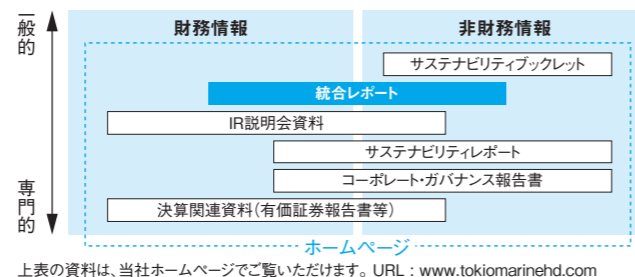 一般的
財務情報
非財務情報
サステナビリティブックレット
統合レポート
IR説明会資料
サステナビリティレポート
コーポレート・ガバナンス報告書
専門的
決算関連資料(有価証券報告書等)
ホームページ
上表の資料は、当社ホームページでご覧いただけます。URL：www.tokiomarinehd.com